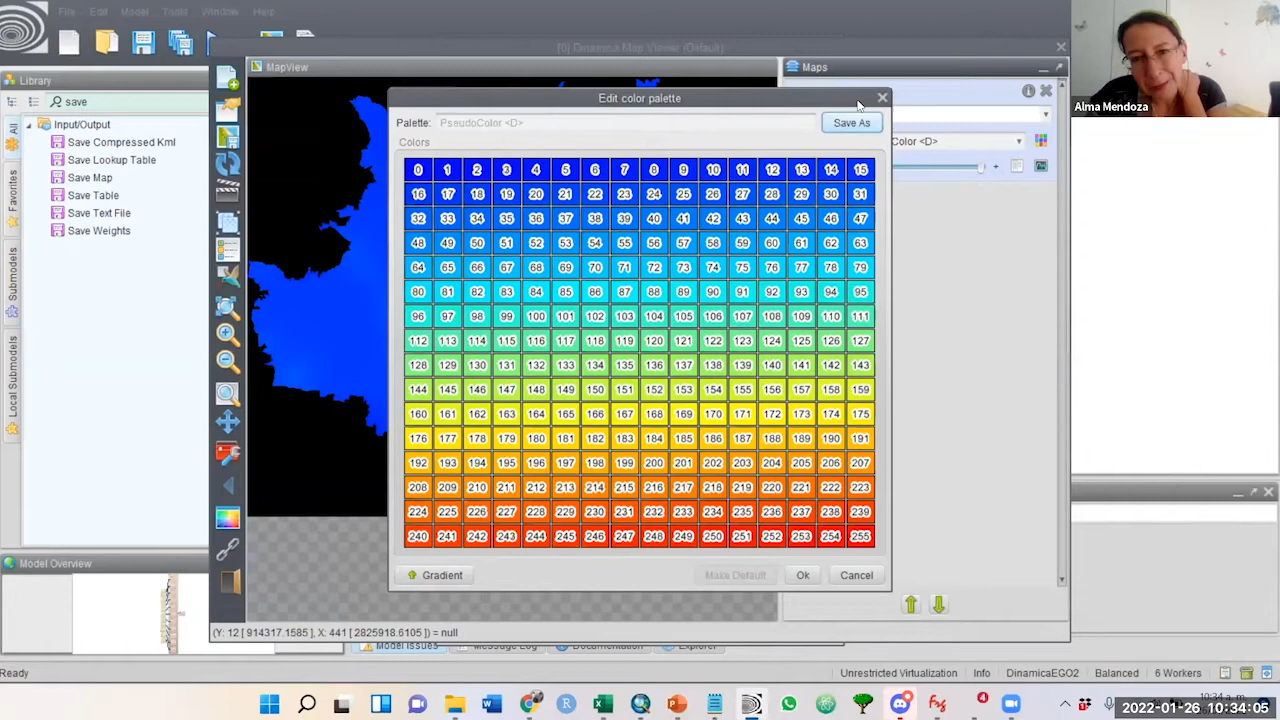 File Edit Model Tools Window Help
[0] Dinamica Map Viewer (Default)
Library
MapView
Maps
save
All
Favorites
Submodels
Local Submodels
Input/Output
Save Compressed Kml
Save Lookup Table
Save Map
Save Table
Save Text File
Save Weights
Edit color palette
Palette: PseudoColor <D>
Save As
Colors
0 1 2 3 4 5 6 7 8 9 10 11 12 13 14 15
16 17 18 19 20 21 22 23 24 25 26 27 28 29 30 31
32 33 34 35 36 37 38 39 40 41 42 43 44 45 46 47
48 49 50 51 52 53 54 55 56 57 58 59 60 61 62 63
64 65 66 67 68 69 70 71 72 73 74 75 76 77 78 79
80 81 82 83 84 85 86 87 88 89 90 91 92 93 94 95
96 97 98 99 100 101 102 103 104 105 106 107 108 109 110 111
112 113 114 115 116 117 118 119 120 121 122 123 124 125 126 127
128 129 130 131 132 133 134 135 136 137 138 139 140 141 142 143
144 145 146 147 148 149 150 151 152 153 154 155 156 157 158 159
160 161 162 163 164 165 166 167 168 169 170 171 172 173 174 175
176 177 178 179 180 181 182 183 184 185 186 187 188 189 190 191
192 193 194 195 196 197 198 199 200 201 202 203 204 205 206 207
208 209 210 211 212 213 214 215 216 217 218 219 220 221 222 223
224 225 226 227 228 229 230 231 232 233 234 235 236 237 238 239
240 241 242 243 244 245 246 247 248 249 250 251 252 253 254 255
Gradient
Make Default
Ok
Cancel
Color <D>
Alma Mendoza
Model Overview
(Y: 12 [ 914317.1585], X: 441 [ 2825918.6105] ) = null
Model Issues
Message Log
Documentation
Explorer
Ready
Unrestricted Virtualization
Info
DinamicaEGO2
Balanced
6 Workers
4
10:34 a. m.
2022-01-26 10:34:05